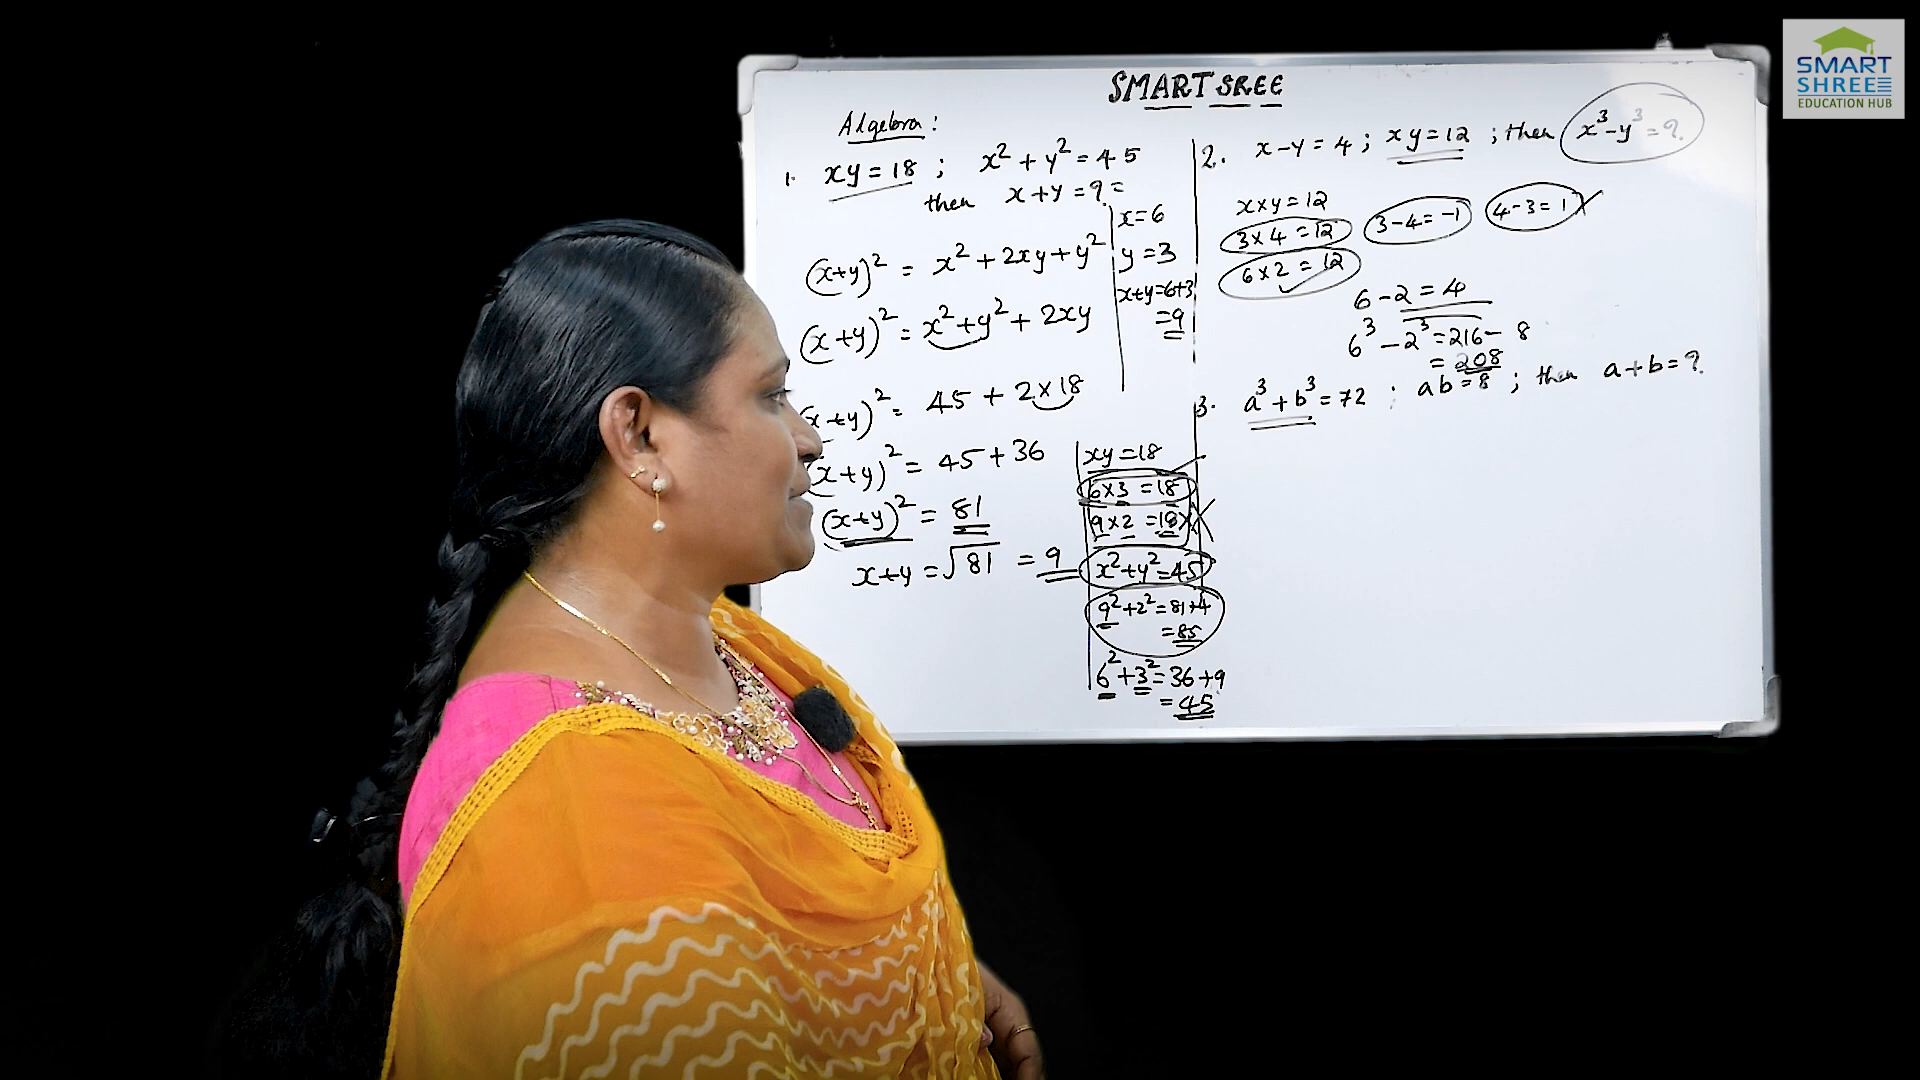 SMART
SHREE
EDUCATION HUB
SMART SREE
Algebra:
1. xy = 18 ; x² + y² = 45
then x + y = ?
(x+y)² = x² + 2xy + y²
(x+y)² = x² + y² + 2xy
(x+y)² = 45 + 2×18
(x+y)² = 45 + 36
(x+y)² = 81
x+y = √81 = 9
x = 6
y = 3
x+y = 6+3
= 9
xy = 18
6×3 = 18
9×2 = 18 ×
x² + y² = 45
9² + 2² = 81+4
= 85
6² + 3² = 36+9
= 45
2. x - y = 4 ; xy = 12 ; then x³ - y³ = ?
x×y = 12
3×4 = 12
3-4 = -1
4-3 = 1 ×
6×2 = 12 ✓
6 - 2 = 4
6³ - 2³ = 216 - 8
= 208
3. a³ + b³ = 72 ; ab = 8 ; then a + b = ?